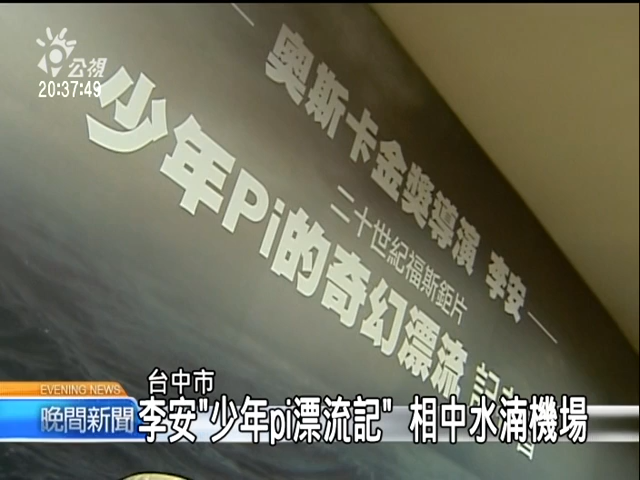 公視
20:37:49
奧斯卡金獎導演 李安
二十世紀福斯鉅片
少年Pi的奇幻漂流
台中市
EVENING NEWS
晚間新聞
李安"少年pi漂流記" 相中水湳機場